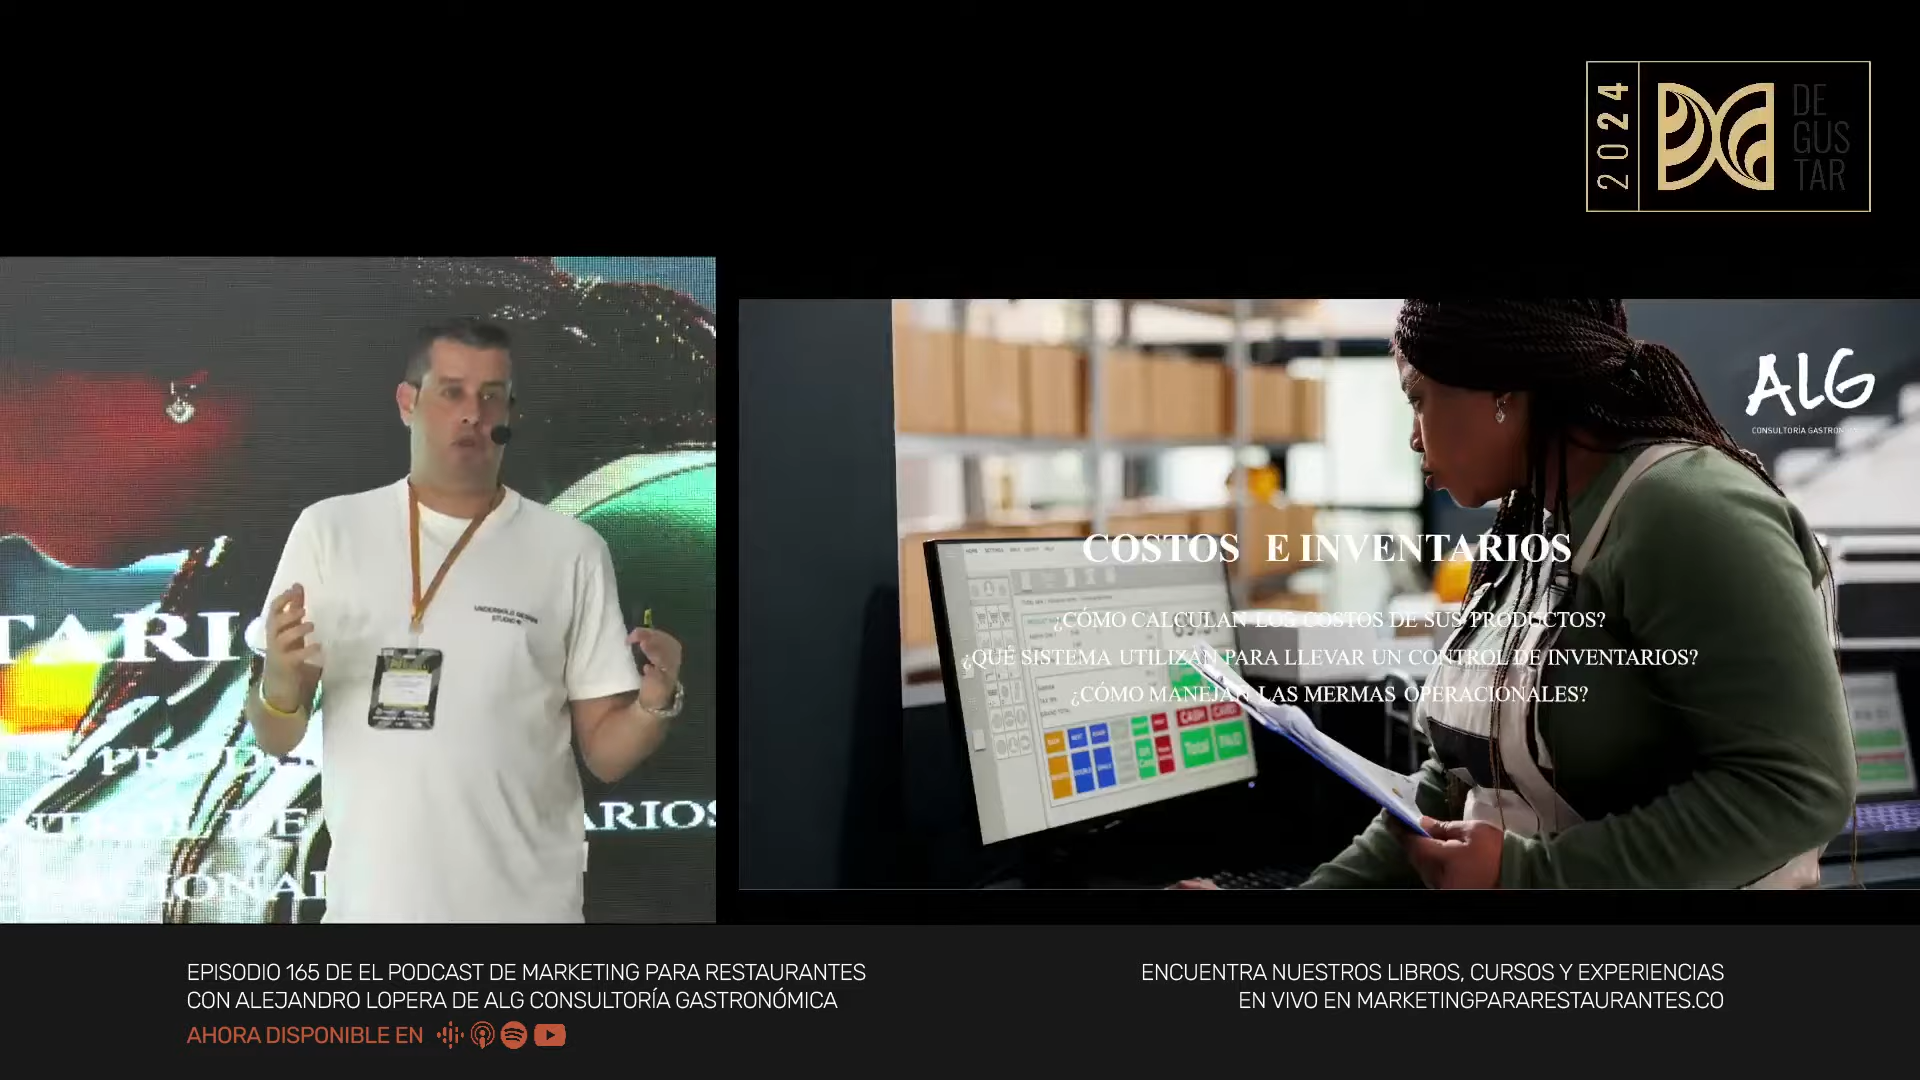 2024
DE
GUS
TAR
ALG
CONSULTORÍA
COSTOS E INVENTARIOS
¿CÓMO CALCULAN LOS COSTOS DE SUS PRODUCTOS?
¿QUÉ SISTEMA UTILIZAN PARA LLEVAR UN CONTROL DE INVENTARIOS?
¿CÓMO MANEJAN LAS MERMAS OPERACIONALES?
CASH
Total
PAID
EPISODIO 165 DE EL PODCAST DE MARKETING PARA RESTAURANTES
CON ALEJANDRO LOPERA DE ALG CONSULTORÍA GASTRONÓMICA
AHORA DISPONIBLE EN
ENCUENTRA NUESTROS LIBROS, CURSOS Y EXPERIENCIAS
EN VIVO EN MARKETINGPARARESTAURANTES.CO